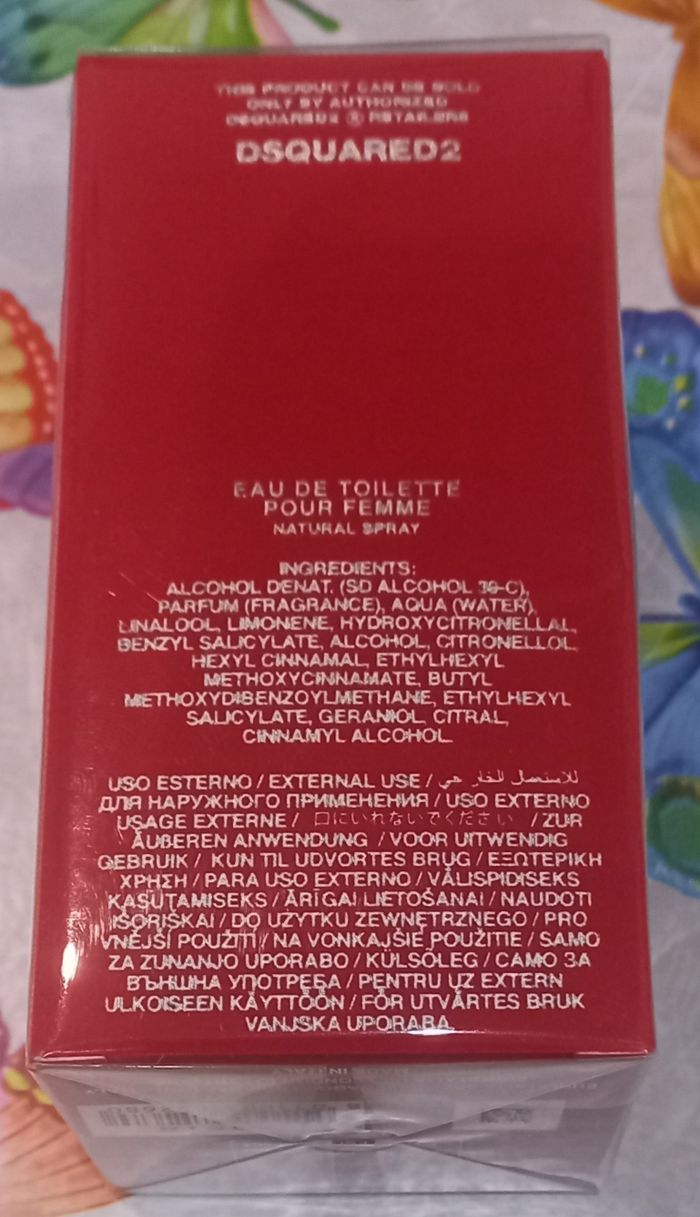 THIS PRODUCT CAN BE SOLD
ONLY BY AUTHORIZED
DSQUARED2 RETAILERS
DSQUARED2
EAU DE TOILETTE
POUR FEMME
NATURAL SPRAY
INGREDIENTS:
ALCOHOL DENAT. (SD ALCOHOL 39-C),
PARFUM (FRAGRANCE), AQUA (WATER),
LINALOOL, LIMONENE, HYDROXYCITRONELLAL,
BENZYL SALICYLATE, ALCOHOL, CITRONELLOL,
HEXYL CINNAMAL, ETHYLHEXYL
METHOXYCINNAMATE, BUTYL
METHOXYDIBENZOYLMETHANE, ETHYLHEXYL
SALICYLATE, GERANIOL, CITRAL,
CINNAMYL ALCOHOL.
USO ESTERNO / EXTERNAL USE / للاستعمال الخارجي
ДЛЯ НАРУЖНОГО ПРИМЕНЕНИЯ / USO EXTERNO
USAGE EXTERNE / 口にいれないでください / ZUR
ÄUBEREN ANWENDUNG / VOOR UITWENDIG
GEBRUIK / KUN TIL UDVORTES BRUG / ΕΞΩΤΕΡΙΚΗ
ΧΡΗΣΗ / PARA USO EXTERNO / VÄLISPIDISEKS
KASUTAMISEKS / ĀRĪGAI LIETOŠANAI / NAUDOTI
IŠORIŠKAI / DO UŻYTKU ZEWNĘTRZNEGO / PRO
VNĚJŠÍ POUŽITÍ / NA VONKAJŠIE POUŽITIE / SAMO
ZA ZUNANJO UPORABO / KÜLSŐLEG / САМО ЗА
ВЪНШНА УПОТРЕБА / PENTRU UZ EXTERN
ULKOISEEN KÄYTTÖÖN / FÖR UTVÄRTES BRUK
VANJSKA UPORABA
MADE IN ITALY